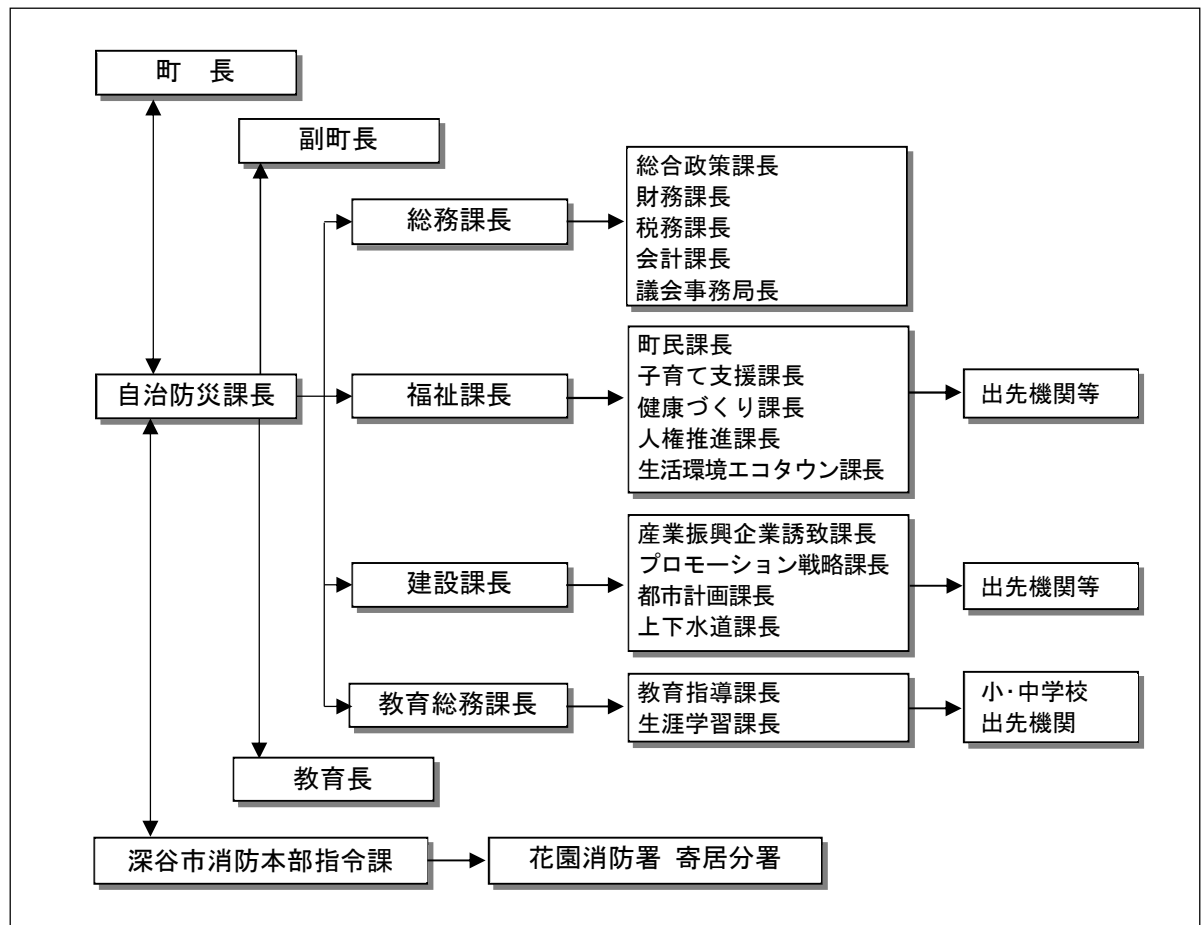 町　長
副町長
総務課長
総合政策課長
財務課長
税務課長
会計課長
議会事務局長
自治防災課長
福祉課長
町民課長
子育て支援課長
健康づくり課長
人権推進課長
生活環境エコタウン課長
出先機関等
建設課長
産業振興企業誘致課長
プロモーション戦略課長
都市計画課長
上下水道課長
出先機関等
教育総務課長
教育指導課長
生涯学習課長
小・中学校
出先機関
教育長
深谷市消防本部指令課
花園消防署 寄居分署